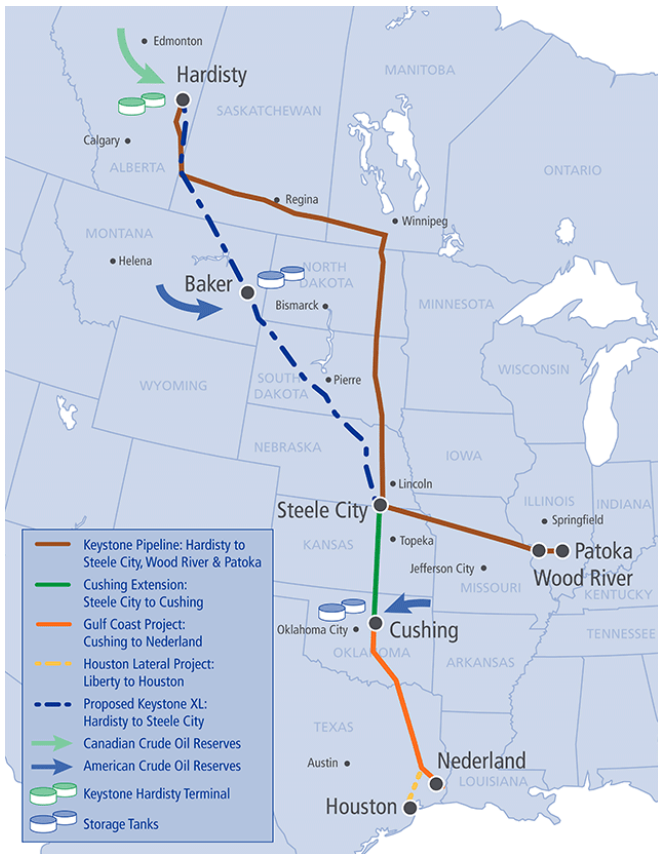 Edmonton
Hardisty
MANITOBA
SASKATCHEWAN
Calgary
ALBERTA
ONTARIO
Regina
Winnipeg
MONTANA
Helena
NORTH
DAKOTA
Baker
Bismarck
MINNESOTA
WISCONSIN
WYOMING
SOUTH
DAKOTA
Pierre
NEBRASKA
IOWA
Lincoln
ILLINOIS
INDIANA
Steele City
Springfield
KANSAS
Topeka
Patoka
Wood River
Jefferson City
MISSOURI
KENTUCKY
Oklahoma City
Cushing
OKLAHOMA
TENNESSEE
ARKANSAS
TEXAS
Austin
Nederland
LOUISIANA
Houston
Keystone Pipeline: Hardisty to
Steele City, Wood River & Patoka
Cushing Extension:
Steele City to Cushing
Gulf Coast Project:
Cushing to Nederland
Houston Lateral Project:
Liberty to Houston
Proposed Keystone XL:
Hardisty to Steele City
Canadian Crude Oil Reserves
American Crude Oil Reserves
Keystone Hardisty Terminal
Storage Tanks